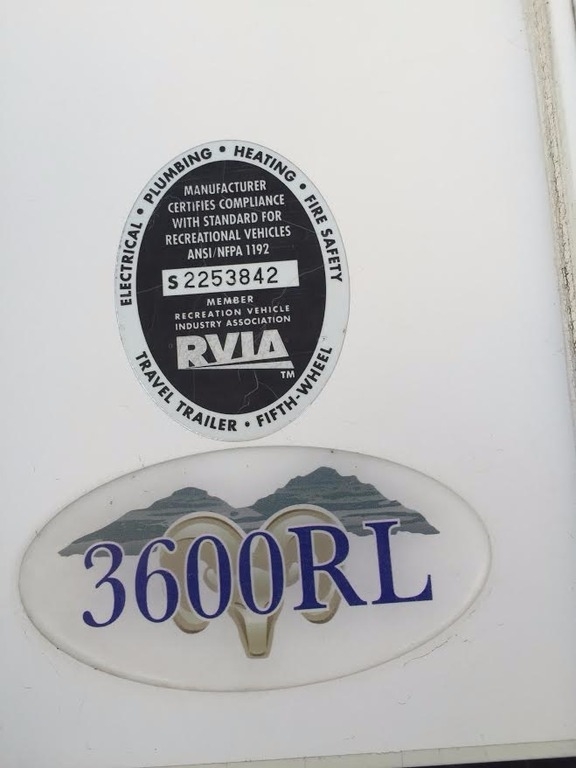 ELECTRICAL • PLUMBING • HEATING • FIRE SAFETY
MANUFACTURER
CERTIFIES COMPLIANCE
WITH STANDARD FOR
RECREATIONAL VEHICLES
ANSI/NFPA 1192
S 2253842
MEMBER
RECREATION VEHICLE
INDUSTRY ASSOCIATION
RVIA
TM
TRAVEL TRAILER • FIFTH-WHEEL
3600RL